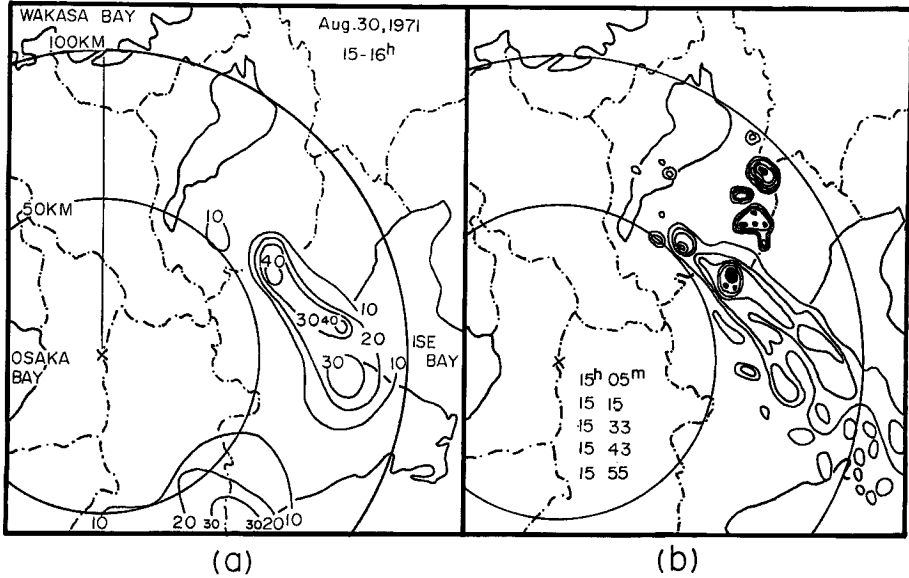 WAKASA BAY
100KM
Aug.30,1971
15-16h
50KM
10
40
10
30 40
20
ISE
BAY
30
10
OSAKA
BAY
10
20
30
30 20 10
(a)
15h 05m
15 15
15 33
15 43
15 55
(b)